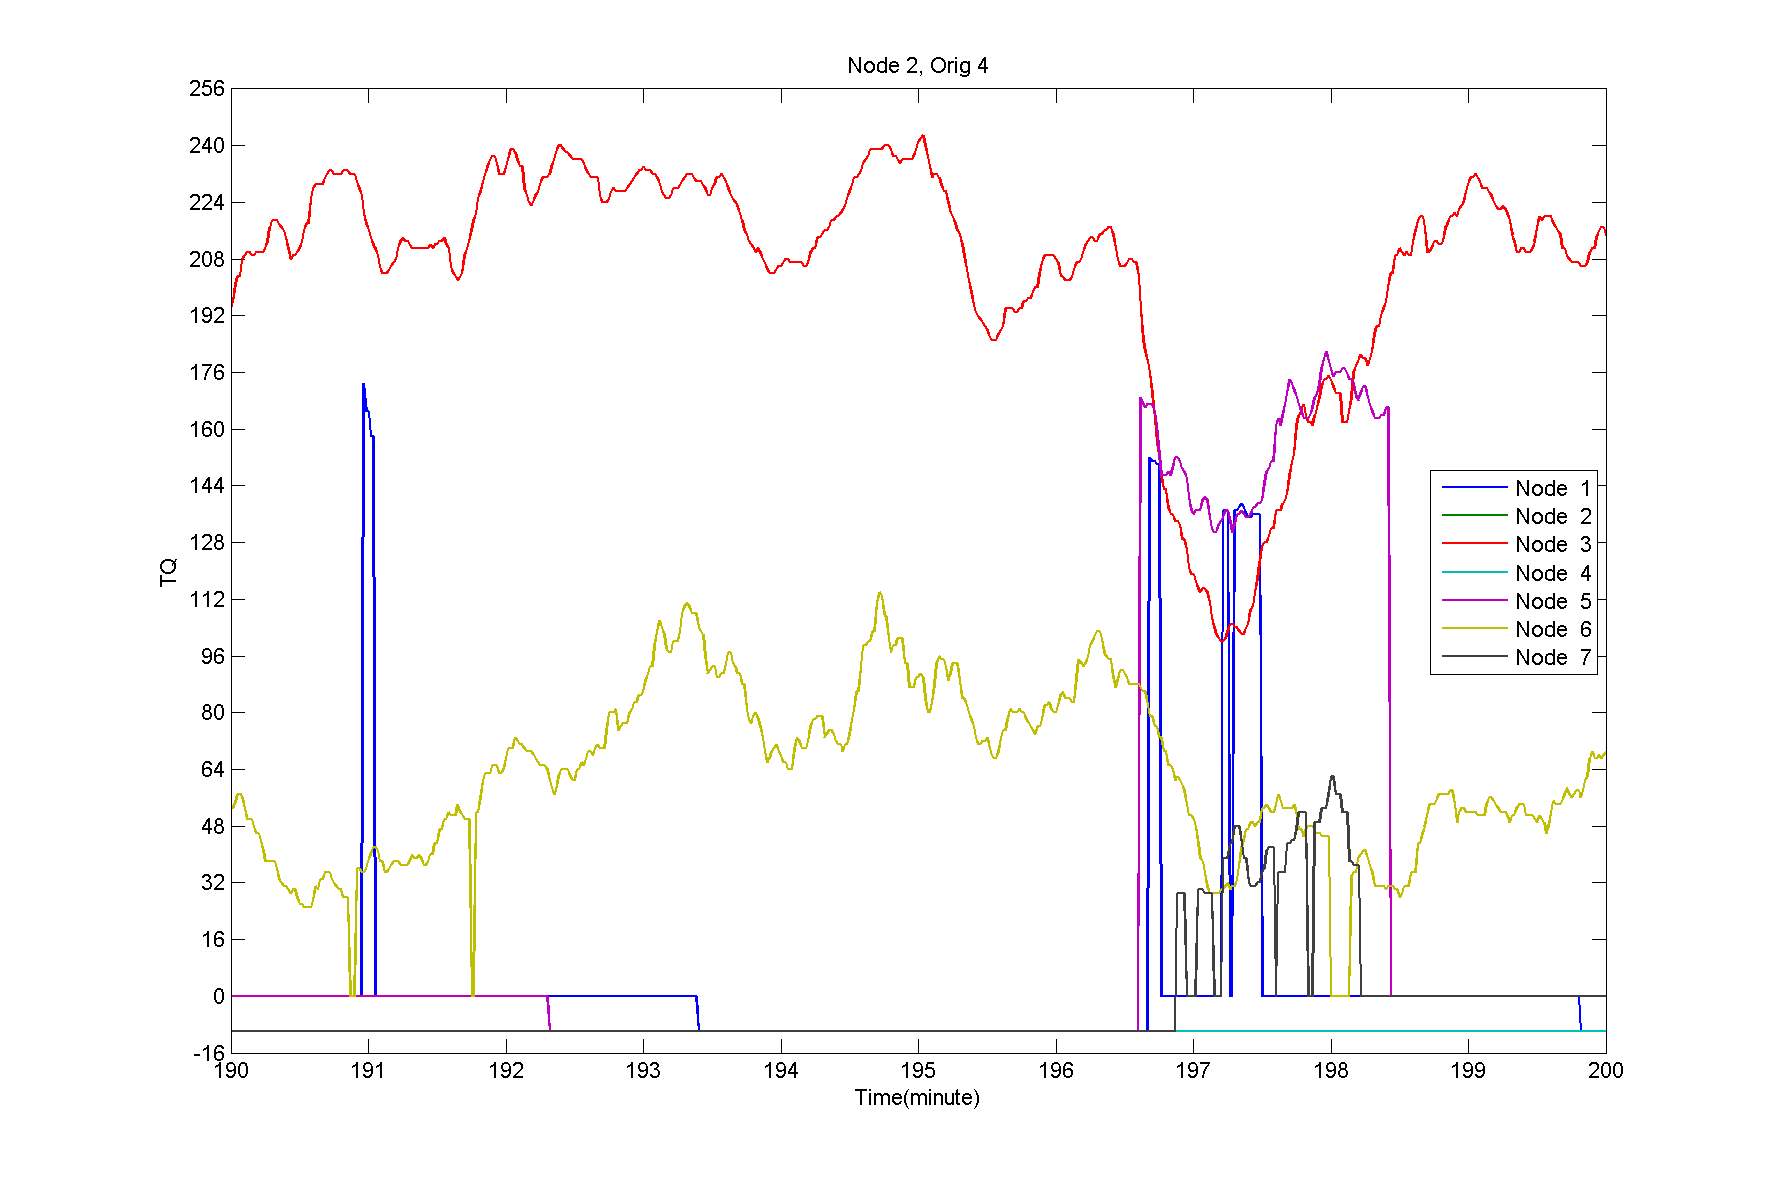 Node 2, Orig 4
256
240
224
208
192
176
160
144
128
112
96
80
64
48
32
16
0
-16
TQ
Node 1
Node 2
Node 3
Node 4
Node 5
Node 6
Node 7
190 191 192 193 194 195 196 197 198 199 200
Time(minute)